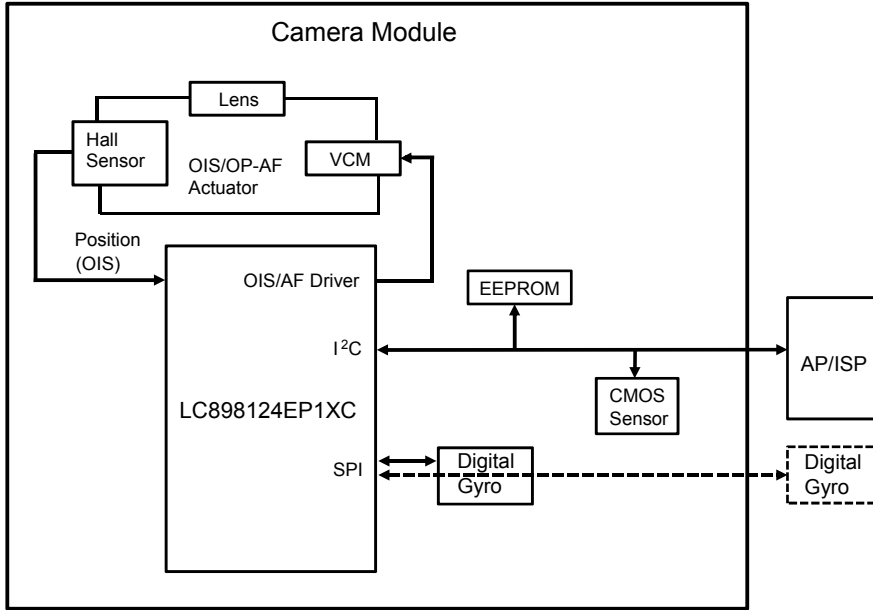 Camera Module
Lens
Hall
Sensor
VCM
OIS/OP-AF
Actuator
Position
(OIS)
OIS/AF Driver
EEPROM
I²C
AP/ISP
LC898124EP1XC
CMOS
Sensor
SPI
Digital
Gyro
Digital
Gyro